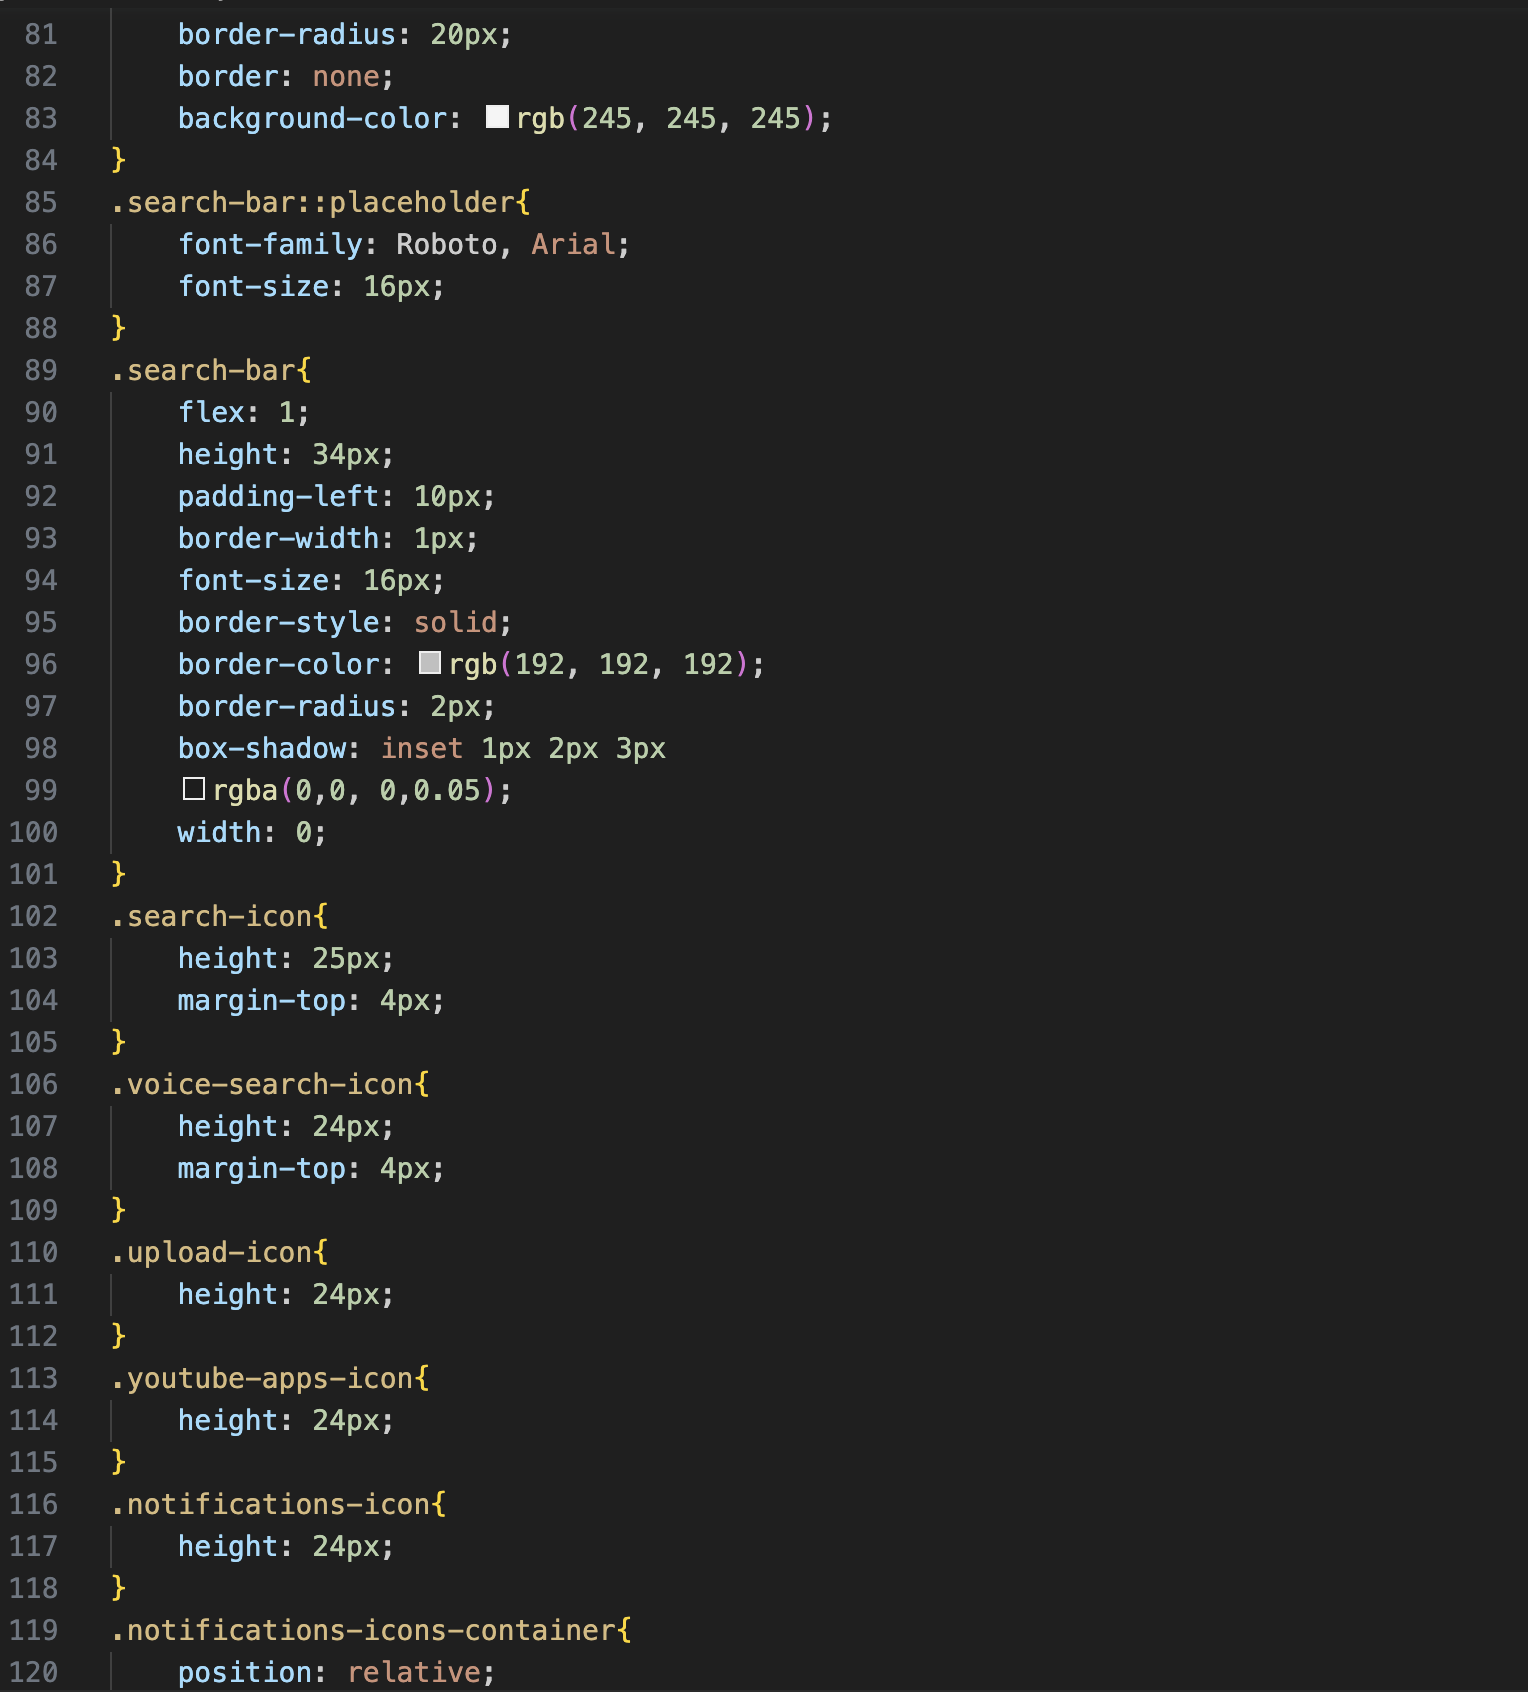 81 border-radius: 20px;
82 border: none;
83 background-color: rgb(245, 245, 245);
84 }
85 .search-bar::placeholder{
86 font-family: Roboto, Arial;
87 font-size: 16px;
88 }
89 .search-bar{
90 flex: 1;
91 height: 34px;
92 padding-left: 10px;
93 border-width: 1px;
94 font-size: 16px;
95 border-style: solid;
96 border-color: rgb(192, 192, 192);
97 border-radius: 2px;
98 box-shadow: inset 1px 2px 3px
99 rgba(0,0, 0,0.05);
100 width: 0;
101 }
102 .search-icon{
103 height: 25px;
104 margin-top: 4px;
105 }
106 .voice-search-icon{
107 height: 24px;
108 margin-top: 4px;
109 }
110 .upload-icon{
111 height: 24px;
112 }
113 .youtube-apps-icon{
114 height: 24px;
115 }
116 .notifications-icon{
117 height: 24px;
118 }
119 .notifications-icons-container{
120 position: relative;